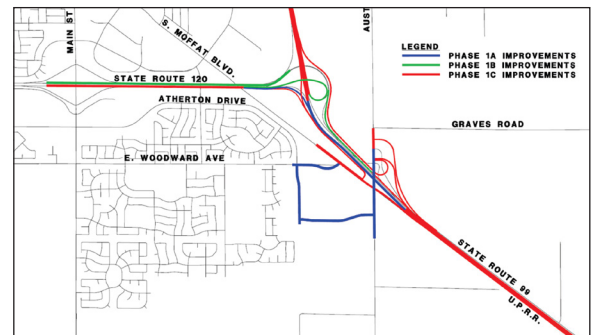 MAIN ST
S. MOFFAT BLVD.
AUST
LEGEND
PHASE 1A IMPROVEMENTS
PHASE 1B IMPROVEMENTS
PHASE 1C IMPROVEMENTS
STATE ROUTE 120
ATHERTON DRIVE
GRAVES ROAD
E. WOODWARD AVE
STATE ROUTE 99
U.P.R.R.